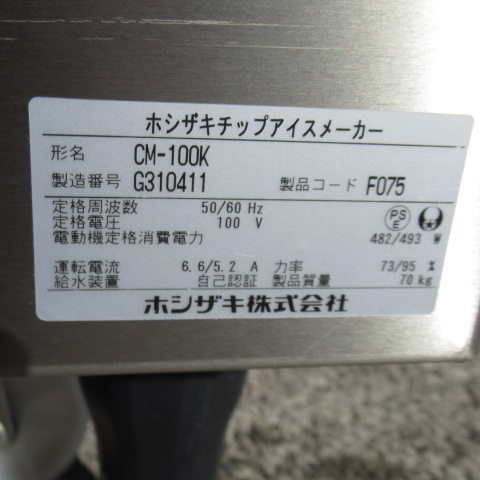 ホシザキチップアイスメーカー
形名 CM-100K
製造番号 G310411 製品コード F075
定格周波数 50/60 Hz
定格電圧 100 V
電動機定格消費電力 482/493 W
PSE
運転電流 6.6/5.2 A 力率 73/95 %
給水装置 自己認証 製品質量 70 kg
ホシザキ株式会社